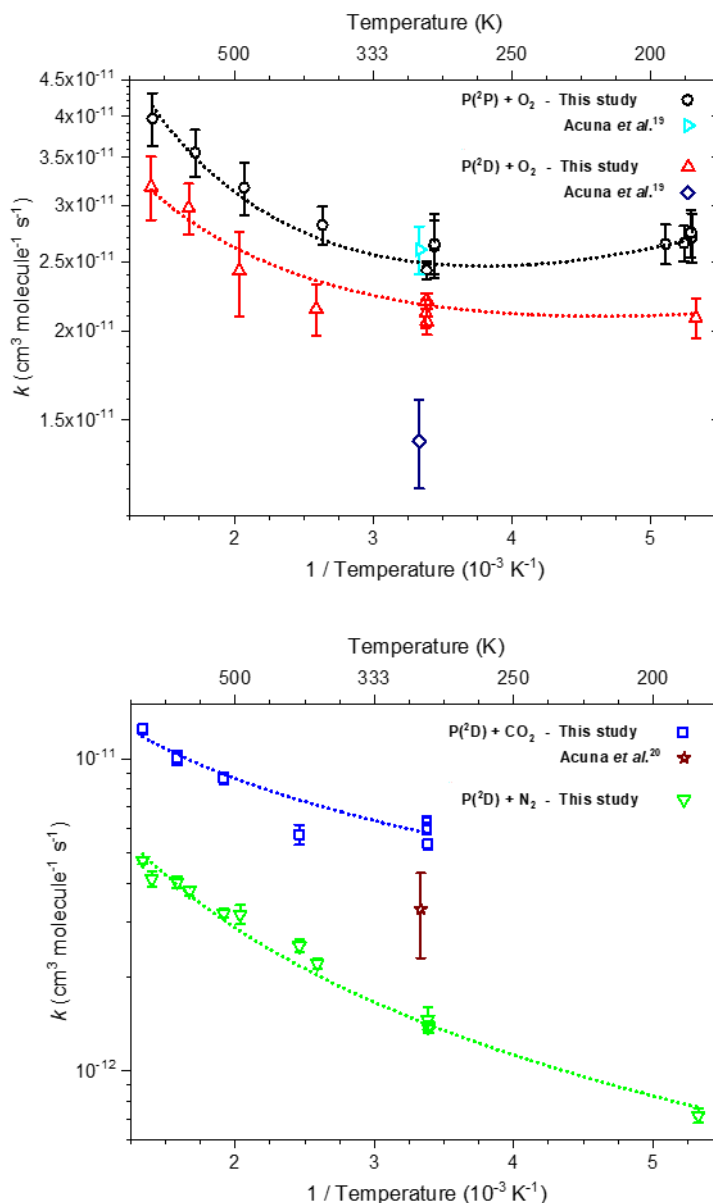 Temperature (K)
500 333 250 200
4.5x10⁻¹¹
4x10⁻¹¹
3.5x10⁻¹¹
3x10⁻¹¹
2.5x10⁻¹¹
2x10⁻¹¹
1.5x10⁻¹¹
k (cm³ molecule⁻¹ s⁻¹)
P(²P) + O₂ - This study
Acuna et al.¹⁹
P(²D) + O₂ - This study
Acuna et al.¹⁹
2 3 4 5
1 / Temperature (10⁻³ K⁻¹)
Temperature (K)
500 333 250 200
10⁻¹¹
10⁻¹²
k (cm³ molecule⁻¹ s⁻¹)
P(²D) + CO₂ - This study
Acuna et al.²⁰
P(²D) + N₂ - This study
2 3 4 5
1 / Temperature (10⁻³ K⁻¹)